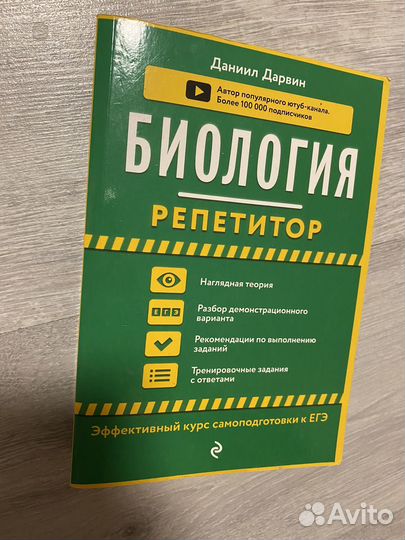 Даниил Дарвин
Автор популярного ютуб-канала.
Более 100 000 подписчиков
БИОЛОГИЯ
РЕПЕТИТОР
Наглядная теория
ЕГЭ
Разбор демонстрационного
варианта
Рекомендации по выполнению
заданий
Тренировочные задания
с ответами
Эффективный курс самоподготовки к ЕГЭ
Avito